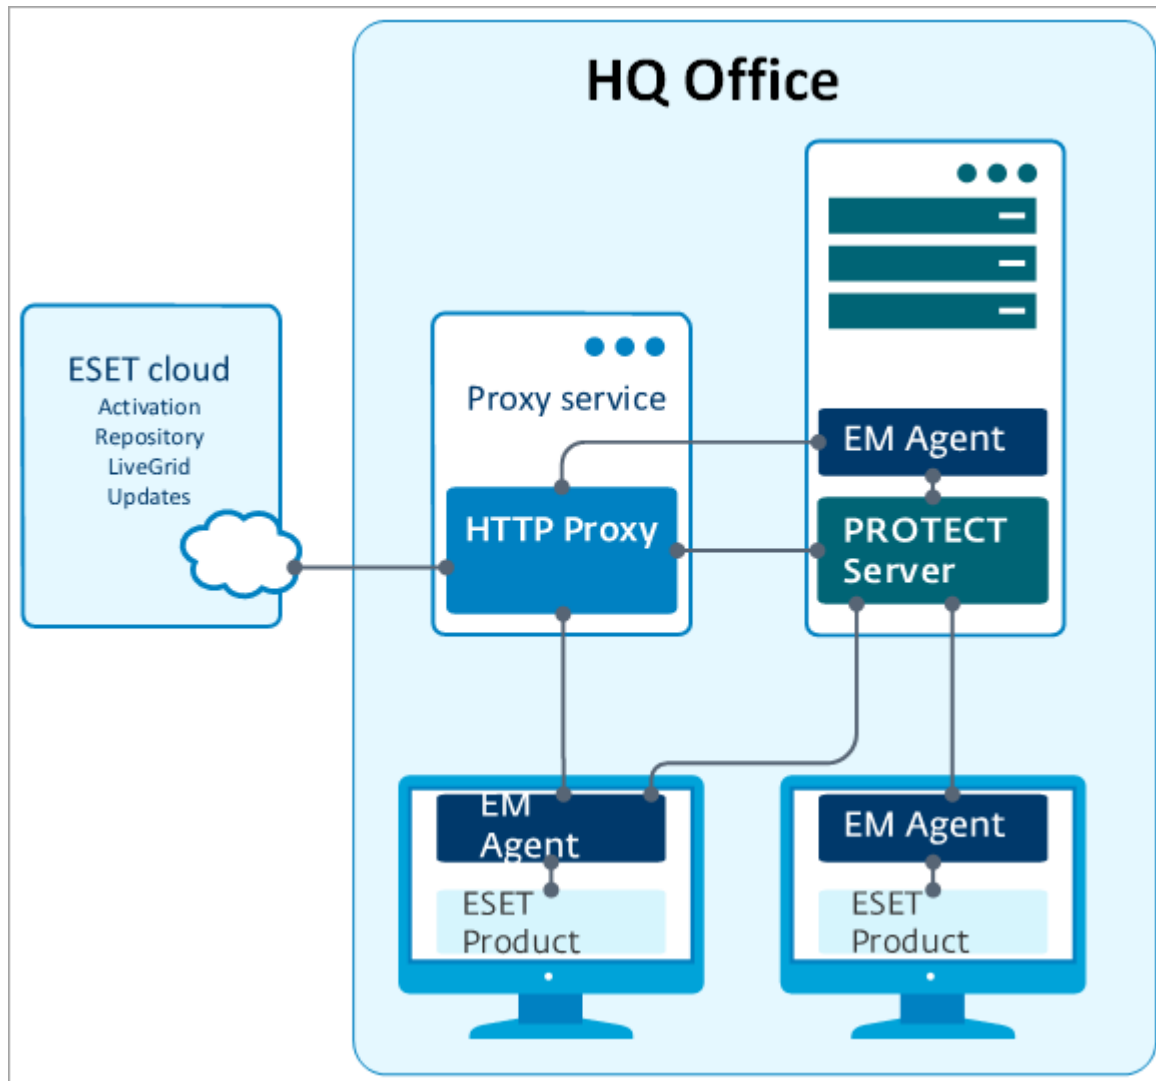 HQ Office
ESET cloud
Activation
Repository
LiveGrid
Updates
Proxy service
HTTP Proxy
EM Agent
PROTECT
Server
EM
Agent
ESET
Product
EM Agent
ESET
Product